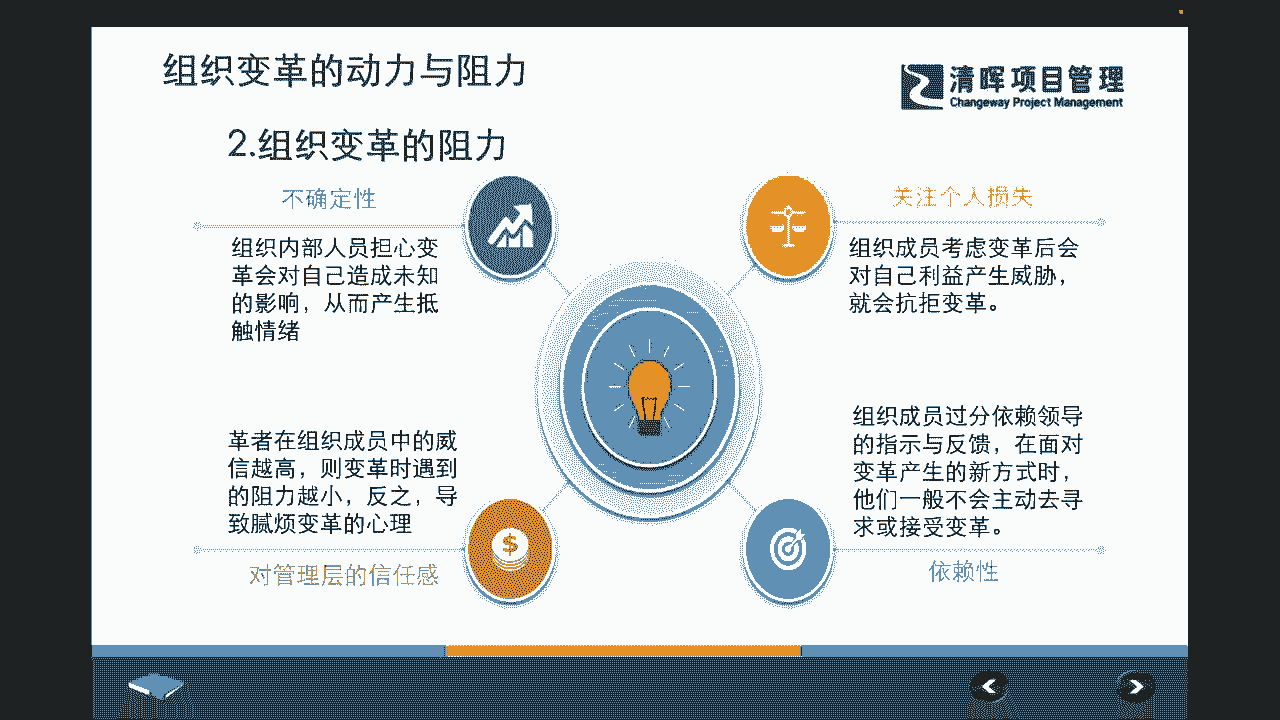 组织变革的动力与阻力
清晖项目管理
Changeway Project Management
2.组织变革的阻力
不确定性
组织内部人员担心变
革会对自己造成未知
的影响，从而产生抵
触情绪
关注个人损失
组织成员考虑变革后会
对自己利益产生威胁，
就会抗拒变革。
革者在组织成员中的威
信越高，则变革时遇到
的阻力越小，反之，导
致腻烦变革的心理
对管理层的信任感
组织成员过分依赖领导
的指示与反馈，在面对
变革产生的新方式时，
他们一般不会主动去寻
求或接受变革。
依赖性
$